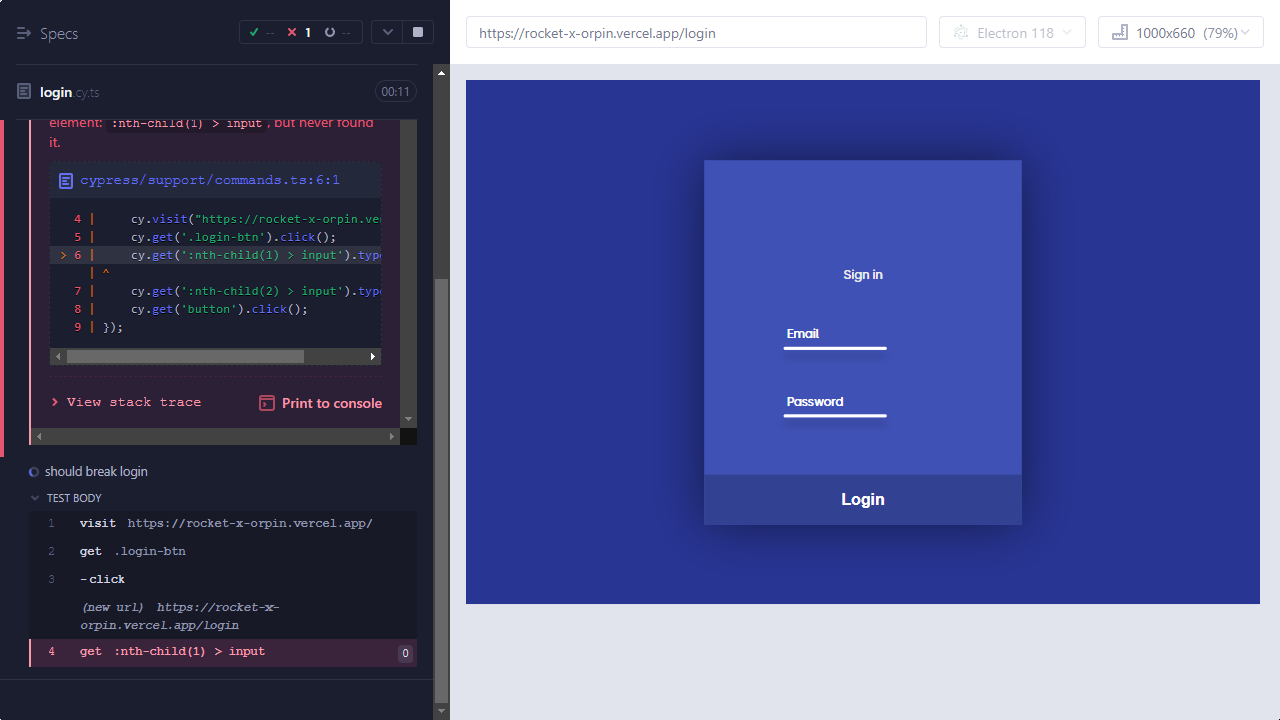 Specs
-- 1 --
https://rocket-x-orpin.vercel.app/login
Electron 118
1000x660 (79%)
login.cy.ts
00:11
element: :nth-child(1) > input, but never found
it.
cypress/support/commands.ts:6:1
4 | cy.visit("https://rocket-x-orpin.ve
5 | cy.get('.login-btn').click();
> 6 | cy.get(':nth-child(1) > input').type
| ^
7 | cy.get(':nth-child(2) > input').type
8 | cy.get('button').click();
9 | });
View stack trace
Print to console
should break login
TEST BODY
1 visit https://rocket-x-orpin.vercel.app/
2 get .login-btn
3 -click
(new url) https://rocket-x-
orpin.vercel.app/login
4 get :nth-child(1) > input 0
Sign in
Email
Password
Login